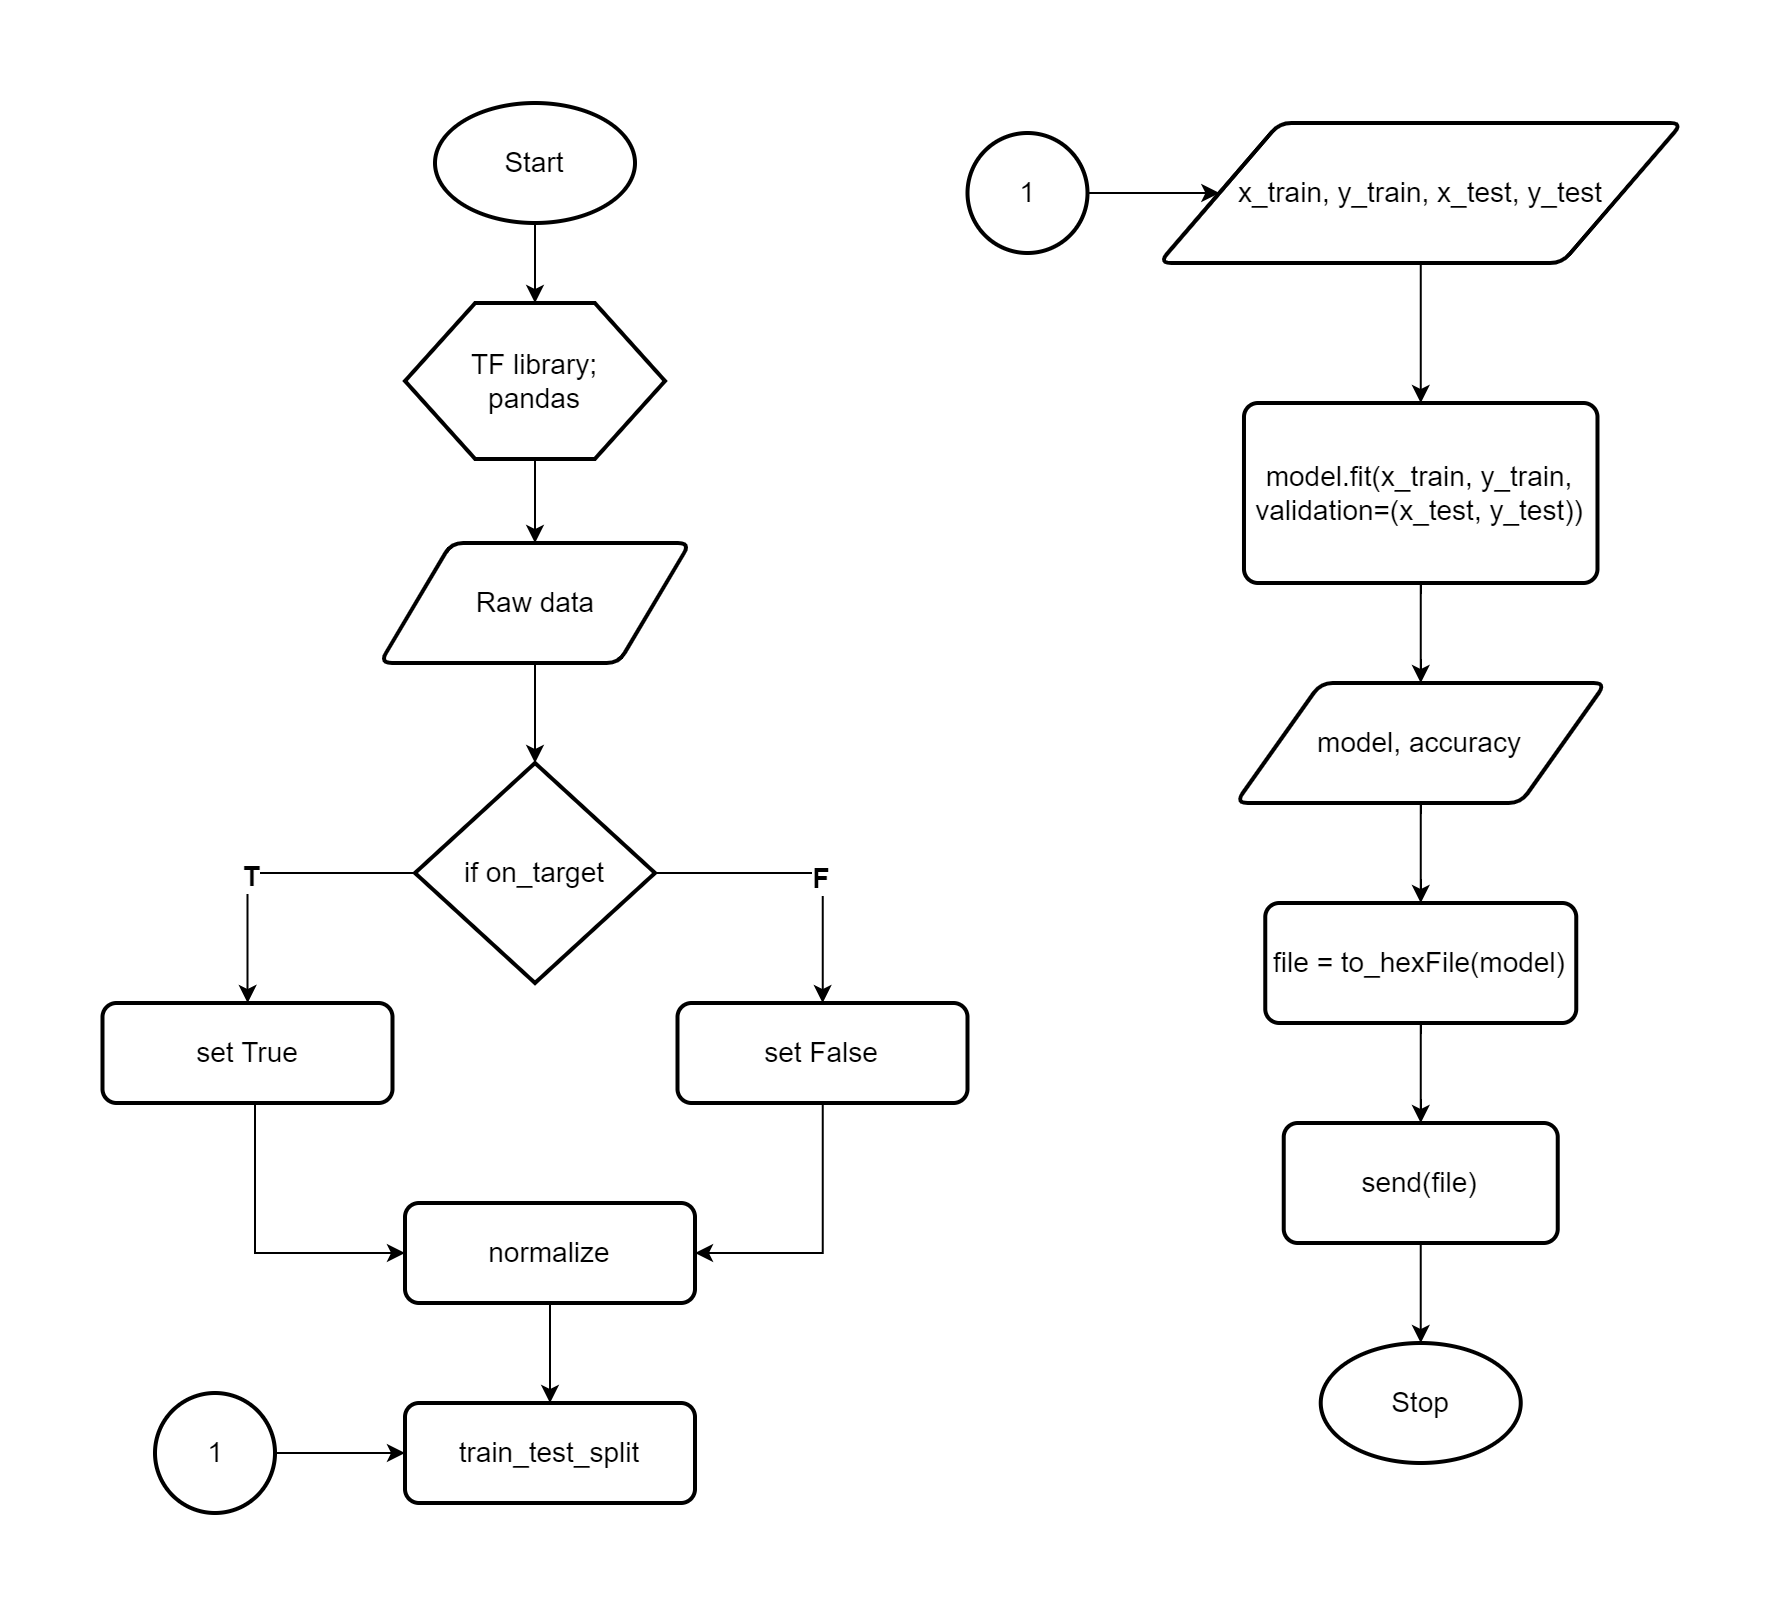 Start
TF library;
pandas
Raw data
if on_target
T
F
set True
set False
normalize
1
train_test_split
1
x_train, y_train, x_test, y_test
model.fit(x_train, y_train,
validation=(x_test, y_test))
model, accuracy
file = to_hexFile(model)
send(file)
Stop